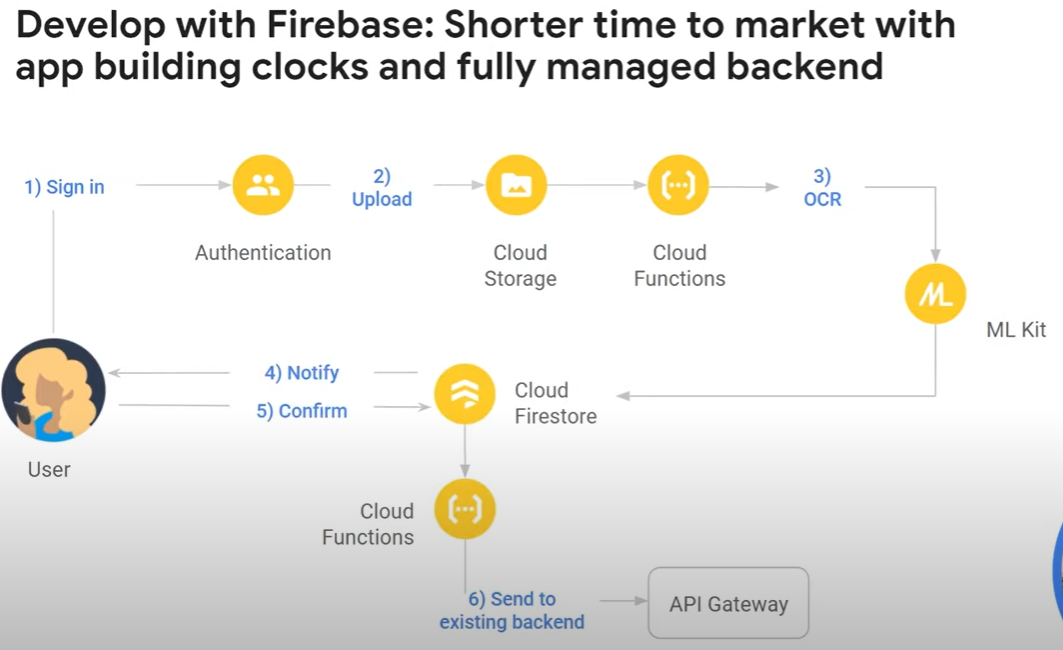 Develop with Firebase: Shorter time to market with
app building clocks and fully managed backend
1) Sign in
2)
Upload
3)
OCR
Authentication
Cloud
Storage
Cloud
Functions
ML
ML Kit
4) Notify
5) Confirm
Cloud
Firestore
User
Cloud
Functions
6) Send to
existing backend
API Gateway